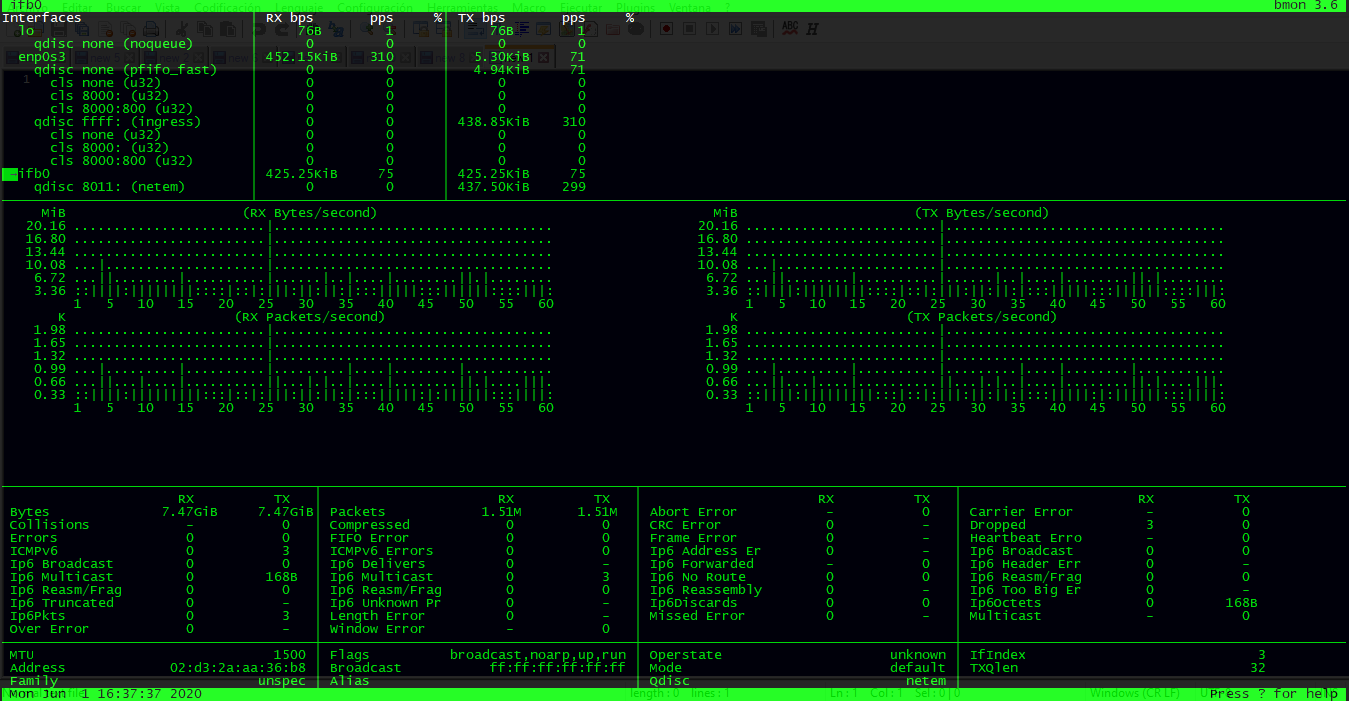 ifb0 bmon 3.6
Interfaces RX bps pps % TX bps pps %
lo 76B 1 76B 1
qdisc none (noqueue) 0 0 0 0
enp0s3 452.15KiB 310 5.30KiB 71
qdisc none (pfifo_fast) 0 0 4.94KiB 71
cls none (u32) 0 0 0 0
cls 8000: (u32) 0 0 0 0
cls 8000:800 (u32) 0 0 0 0
qdisc ffff: (ingress) 0 0 438.85KiB 310
cls none (u32) 0 0 0 0
cls 8000: (u32) 0 0 0 0
cls 8000:800 (u32) 0 0 0 0
ifb0 425.25KiB 75 425.25KiB 75
qdisc 8011: (netem) 0 0 437.50KiB 299
MiB (RX Bytes/second) MiB (TX Bytes/second)
20.16 20.16
16.80 16.80
13.44 13.44
10.08 10.08
6.72 6.72
3.36 3.36
1 5 10 15 20 25 30 35 40 45 50 55 60 1 5 10 15 20 25 30 35 40 45 50 55 60
K (RX Packets/second) K (TX Packets/second)
1.98 1.98
1.65 1.65
1.32 1.32
0.99 0.99
0.66 0.66
0.33 0.33
1 5 10 15 20 25 30 35 40 45 50 55 60 1 5 10 15 20 25 30 35 40 45 50 55 60
RX TX RX TX RX TX RX TX
Bytes 7.47GiB 7.47GiB Packets 1.51M 1.51M Abort Error - 0 Carrier Error - 0
Collisions - 0 Compressed 0 0 CRC Error 0 - Dropped 3 0
Errors 0 0 FIFO Error 0 0 Frame Error 0 - Heartbeat Erro - 0
ICMPv6 0 3 ICMPv6 Errors 0 0 Ip6 Address Er 0 - Ip6 Broadcast 0 0
Ip6 Broadcast 0 0 Ip6 Delivers 0 - Ip6 Forwarded - 0 Ip6 Header Err 0 -
Ip6 Multicast 0 168B Ip6 Multicast 0 3 Ip6 No Route 0 0 Ip6 Reasm/Frag 0 0
Ip6 Reasm/Frag 0 0 Ip6 Reasm/Frag 0 0 Ip6 Reassembly 0 - Ip6 Too Big Er 0 -
Ip6 Truncated 0 - Ip6 Unknown Pr 0 - Ip6Discards 0 0 Ip6Octets 0 168B
Ip6Pkts 0 3 Length Error 0 - Missed Error 0 - Multicast - 0
Over Error 0 - Window Error - 0
MTU 1500 Flags broadcast,noarp,up,run Operstate unknown IfIndex 3
Address 02:d3:2a:aa:36:b8 Broadcast ff:ff:ff:ff:ff:ff Mode default TXQlen 32
Family unspec Alias Qdisc netem
Mon Jun 1 16:37:37 2020 length: 0 lines: 1 Ln: 1 Col: 1 Sel: 0 | 0 Windows (CR LF) Press ? for help